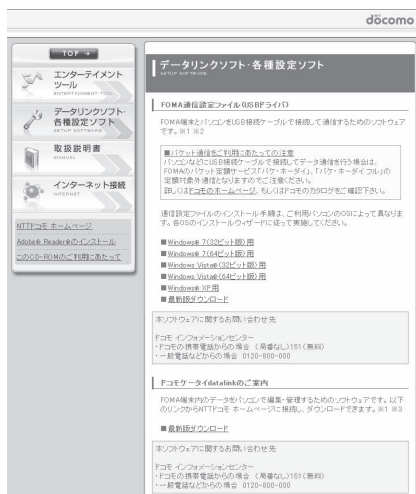 döcomo
TOP →
エンターテイメント
ツール
ENTERTAINMENT TOOL
データリンクソフト・
各種設定ソフト
SETUP SOFTWARE
取扱説明書
MANUAL
インターネット接続
INTERNET
NTTドコモ ホームページ
Adobe® Reader®のインストール
このCD-ROMのご利用にあたって
データリンクソフト・各種設定ソフト
SETUP SOFTWARE
FOMA通信設定ファイル(USBドライバ)
FOMA端末とパソコンをUSB接続ケーブルで接続して通信するためのソフトウェア
です。※1 ※2
■パケット通信をご利用にあたっての注意
パソコンなどにUSB接続ケーブルで接続してデータ通信を行う場合は、
FOMAのパケット定額サービス「パケ・ホーダイ」、「パケ・ホーダイフル」の
定額対象外通信となりますのでご注意ください。
詳しくはドコモのホームページ、もしくはドコモのカタログをご確認下さい。
通信設定ファイルのインストール手順は、ご利用パソコンのOSによって異なりま
す。各OSのインストールウィザードに従って実施してください。
■Windows® 7(32ビット版)用
■Windows® 7(64ビット版)用
■Windows Vista®(32ビット版)用
■Windows Vista®(64ビット版)用
■Windows® XP用
■最新版ダウンロード
本ソフトウェアに関するお問い合わせ先
ドコモ インフォメーションセンター
・ドコモの携帯電話からの場合 (局番なし)151(無料)
・一般電話などからの場合 0120-800-000
ドコモケータイdatalinkのご案内
FOMA端末内のデータをパソコンで編集・管理するためのソフトウェアです。以下
のリンクからNTTドコモ ホームページに接続し、ダウンロードできます。※1 ※3
■最新版ダウンロード
本ソフトウェアに関するお問い合わせ先
ドコモ インフォメーションセンター
・ドコモの携帯電話からの場合 (局番なし)151(無料)
・一般電話などからの場合 0120-800-000